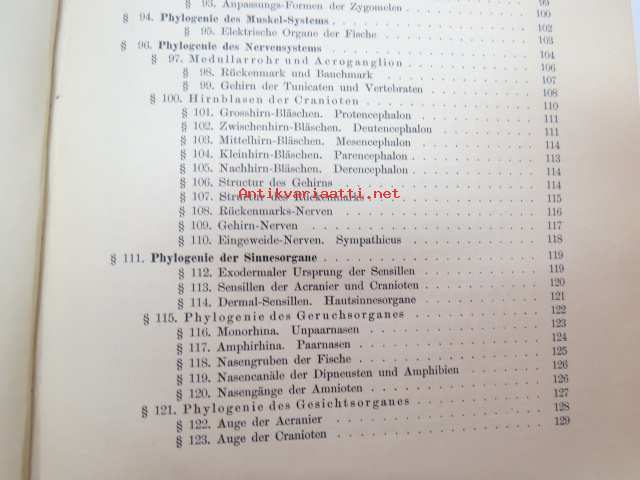 99
§ 93. Anpassungs-Formen der Zygomelen . . . 100
§ 94. Phylogenie des Muskel-Systems . . . 102
§ 95. Elektrische Organe der Fische . . . 103
§ 96. Phylogenie des Nervensystems . . . 104
§ 97. Medullarrohr und Acroganglion . . . 106
§ 98. Rückenmark und Bauchmark . . . 107
§ 99. Gehirn der Tunicaten und Vertebraten . . . 108
§ 100. Hirnblasen der Cranioten . . . 110
§ 101. Grosshirn-Bläschen. Protencephalon . . . 111
§ 102. Zwischenhirn-Bläschen. Deutencephalon . . . 111
§ 103. Mittelhirn-Bläschen. Mesencephalon . . . 114
§ 104. Kleinhirn-Bläschen. Parencephalon . . . 113
§ 105. Nachhirn-Bläschen. Derencephalon . . . 114
§ 106. Structur des Gehirns . . . 114
Antikvariaatti.net
§ 107. Structur des Rückenmarks . . . 115
§ 108. Rückenmarks-Nerven . . . 116
§ 109. Gehirn-Nerven . . . 117
§ 110. Eingeweide-Nerven. Sympathicus . . . 118
§ 111. Phylogenie der Sinnesorgane . . . 119
§ 112. Exodermaler Ursprung der Sensillen . . . 119
§ 113. Sensillen der Acranier und Cranioten . . . 120
§ 114. Dermal-Sensillen. Hautsinnesorgane . . . 121
§ 115. Phylogenie des Geruchsorganes . . . 122
§ 116. Monorhina. Unpaarnasen . . . 123
§ 117. Amphirhina. Paarnasen . . . 124
§ 118. Nasengruben der Fische . . . 125
§ 119. Nasencanäle der Dipneusten und Amphibien . . . 126
§ 120. Nasengänge der Amnioten . . . 126
§ 121. Phylogenie des Gesichtsorganes . . . 127
§ 122. Auge der Acranier . . . 128
§ 123. Auge der Cranioten . . . 129